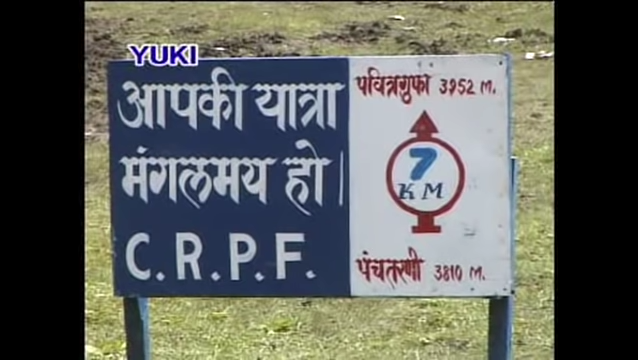 YUKI
आपकी यात्रा
मंगलमय हो।
C.R.P.F.
पवित्रगुफा 3952 M.
7
KM
पंचतरणी 3810 M.